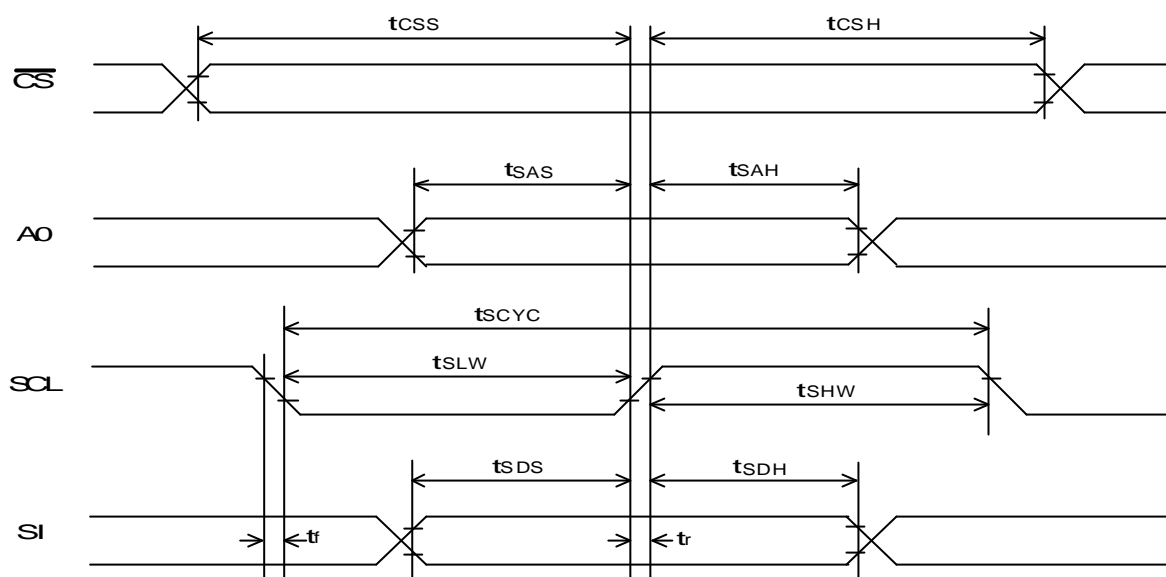 tCSS tCSH
CS
tSAS tSAH
A0
tSCYC
tSLW
SCL
tSHW
tSDS tSDH
SI
tf tr